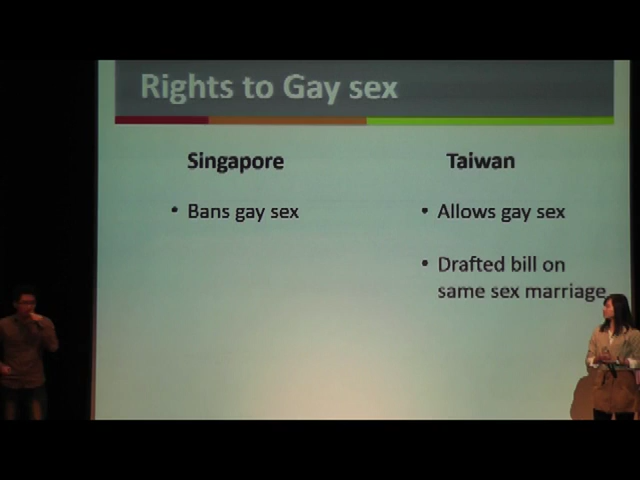 Rights to Gay sex
Singapore
• Bans gay sex
Taiwan
• Allows gay sex
• Drafted bill on
same sex marriage